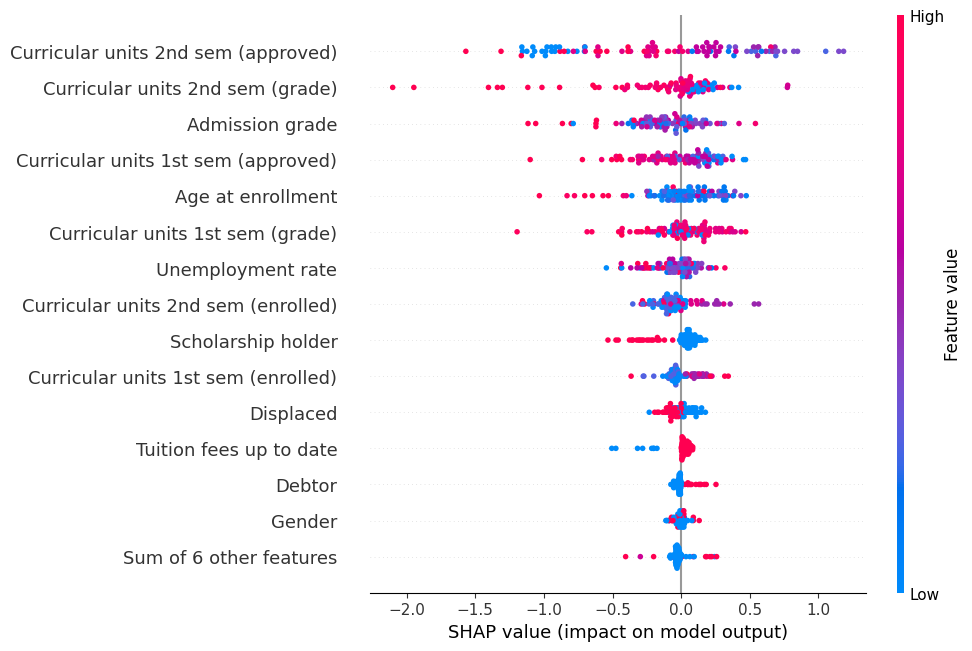 High
Curricular units 2nd sem (approved)
Curricular units 2nd sem (grade)
Admission grade
Curricular units 1st sem (approved)
Age at enrollment
Curricular units 1st sem (grade)
Unemployment rate
Curricular units 2nd sem (enrolled)
Scholarship holder
Curricular units 1st sem (enrolled)
Displaced
Tuition fees up to date
Debtor
Gender
Sum of 6 other features
Feature value
Low
−2.0 −1.5 −1.0 −0.5 0.0 0.5 1.0
SHAP value (impact on model output)